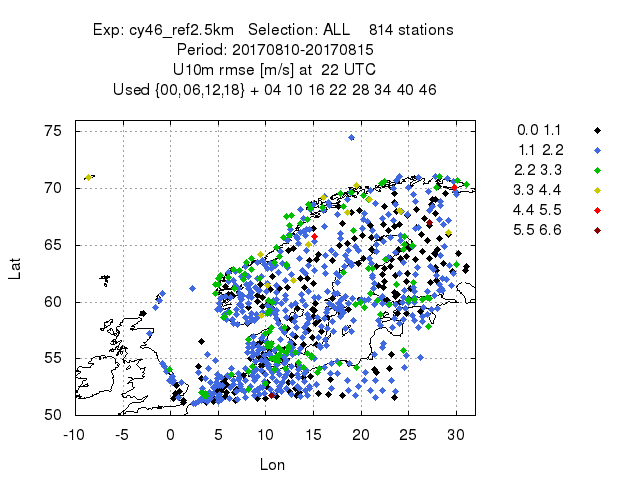 Exp: cy46_ref2.5km Selection: ALL 814 stations
Period: 20170810-20170815
U10m rmse [m/s] at 22 UTC
Used {00,06,12,18} + 04 10 16 22 28 34 40 46
75
70
65
60
55
50
Lat
-10 -5 0 5 10 15 20 25 30
Lon
0.0 1.1
1.1 2.2
2.2 3.3
3.3 4.4
4.4 5.5
5.5 6.6